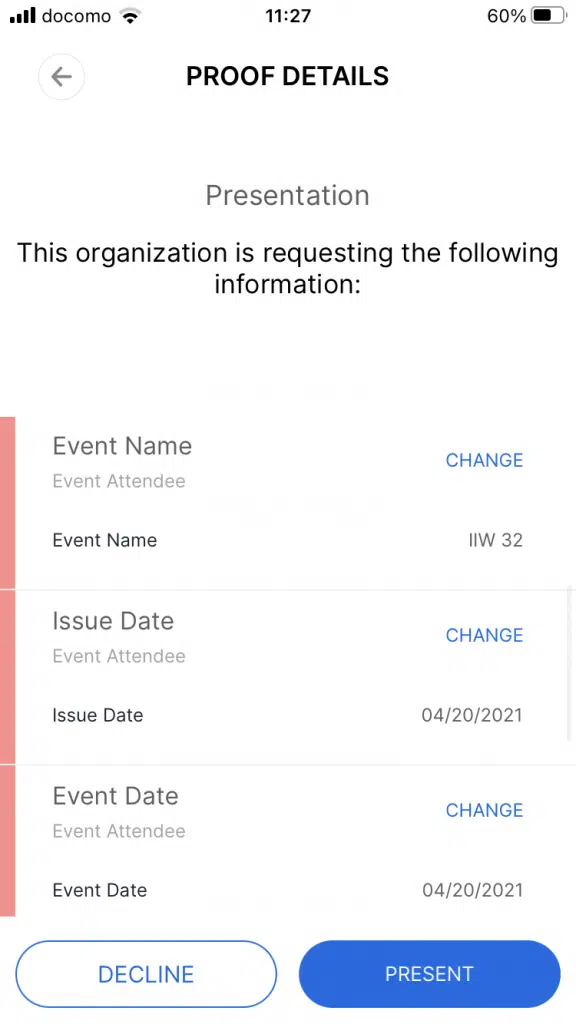 docomo 11:27 60%
PROOF DETAILS
Presentation
This organization is requesting the following
information:
Event Name
CHANGE
Event Attendee
Event Name IIW 32
Issue Date
CHANGE
Event Attendee
Issue Date 04/20/2021
Event Date
CHANGE
Event Attendee
Event Date 04/20/2021
DECLINE PRESENT